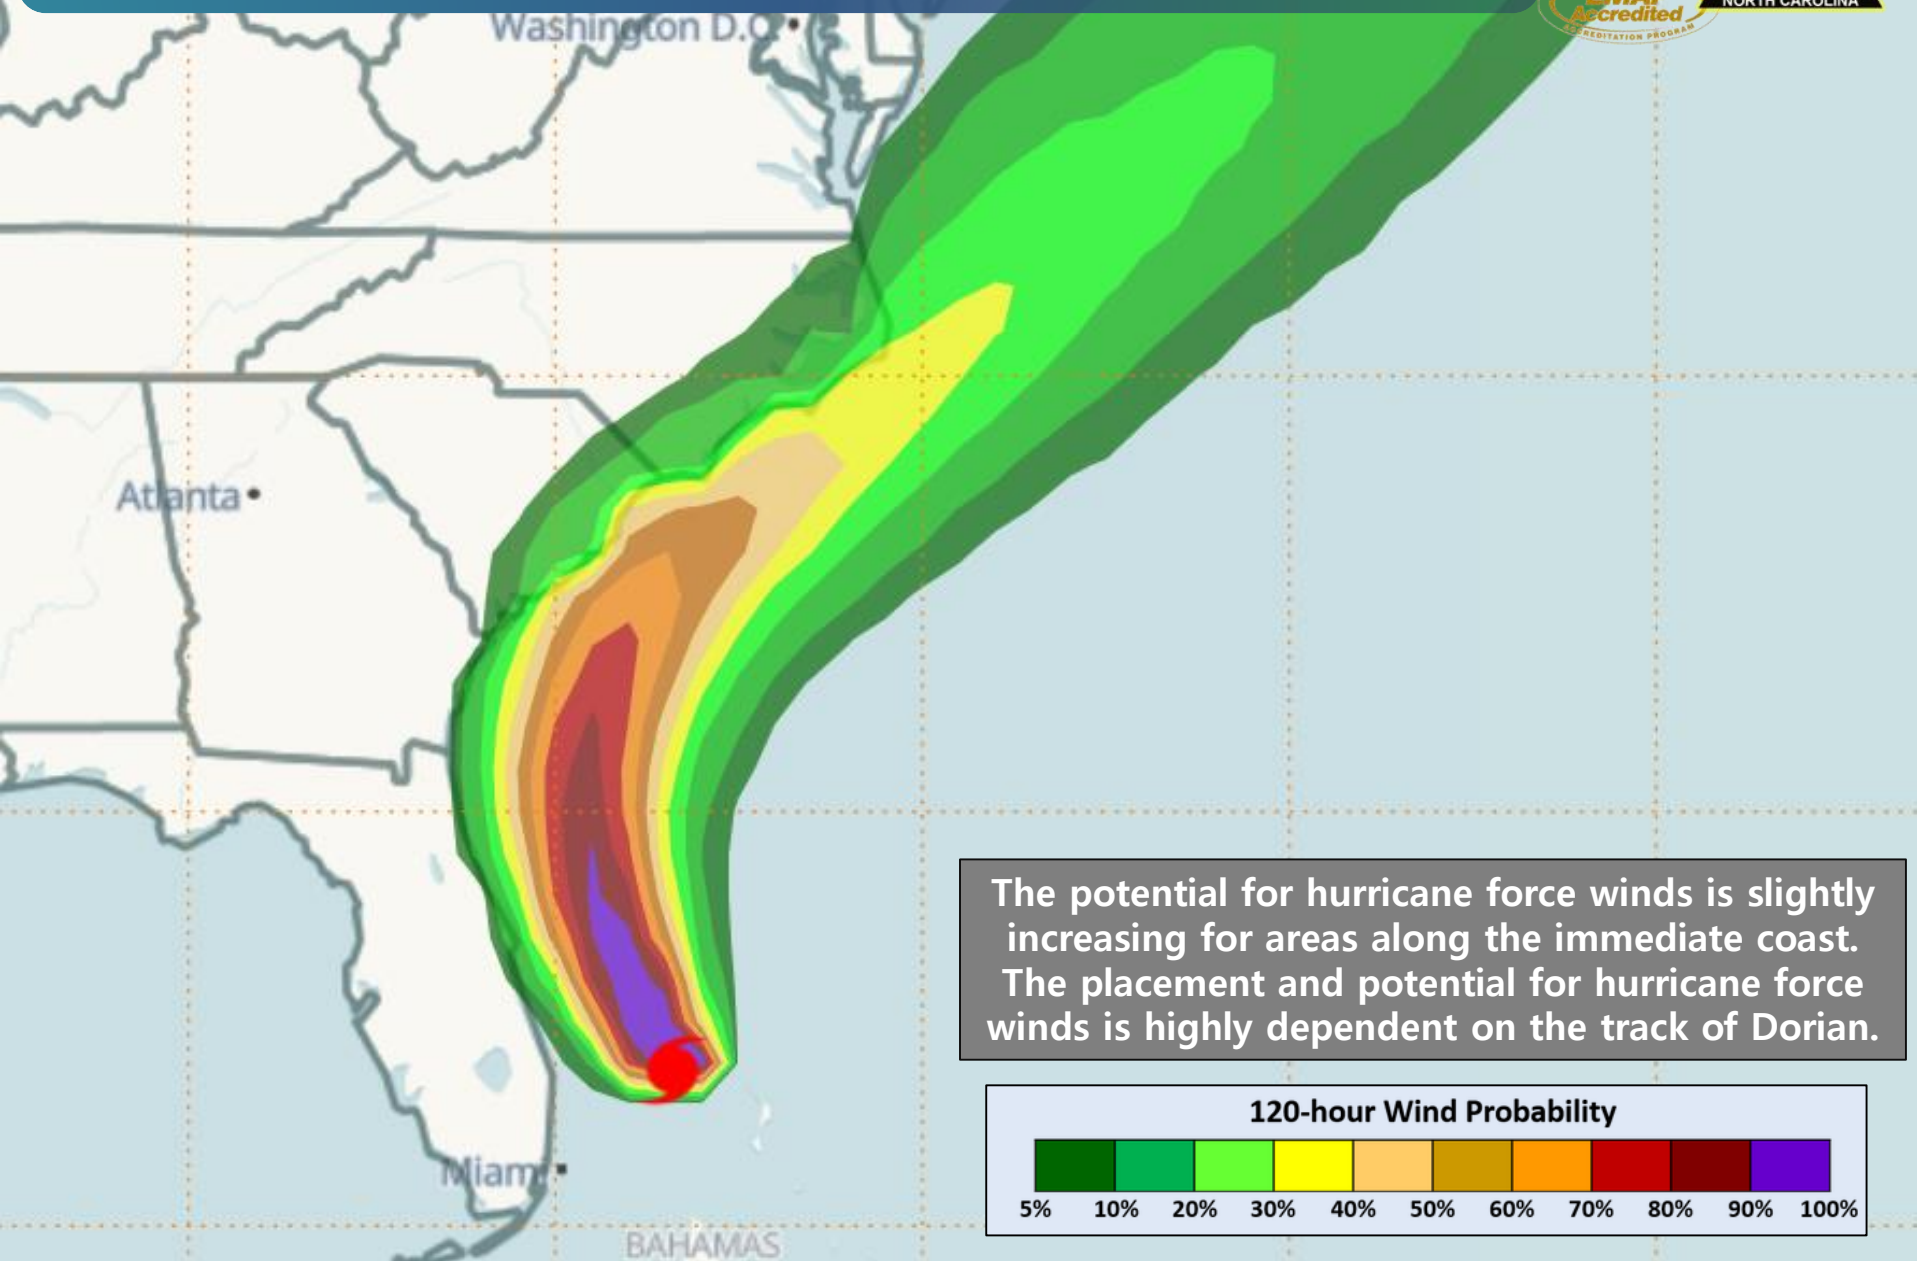 Washington D.C.
Accredited
ACCREDITATION PROGRAM
NORTH CAROLINA
Atlanta
The potential for hurricane force winds is slightly
increasing for areas along the immediate coast.
The placement and potential for hurricane force
winds is highly dependent on the track of Dorian.
120-hour Wind Probability
5% 10% 20% 30% 40% 50% 60% 70% 80% 90% 100%
Miami
BAHAMAS